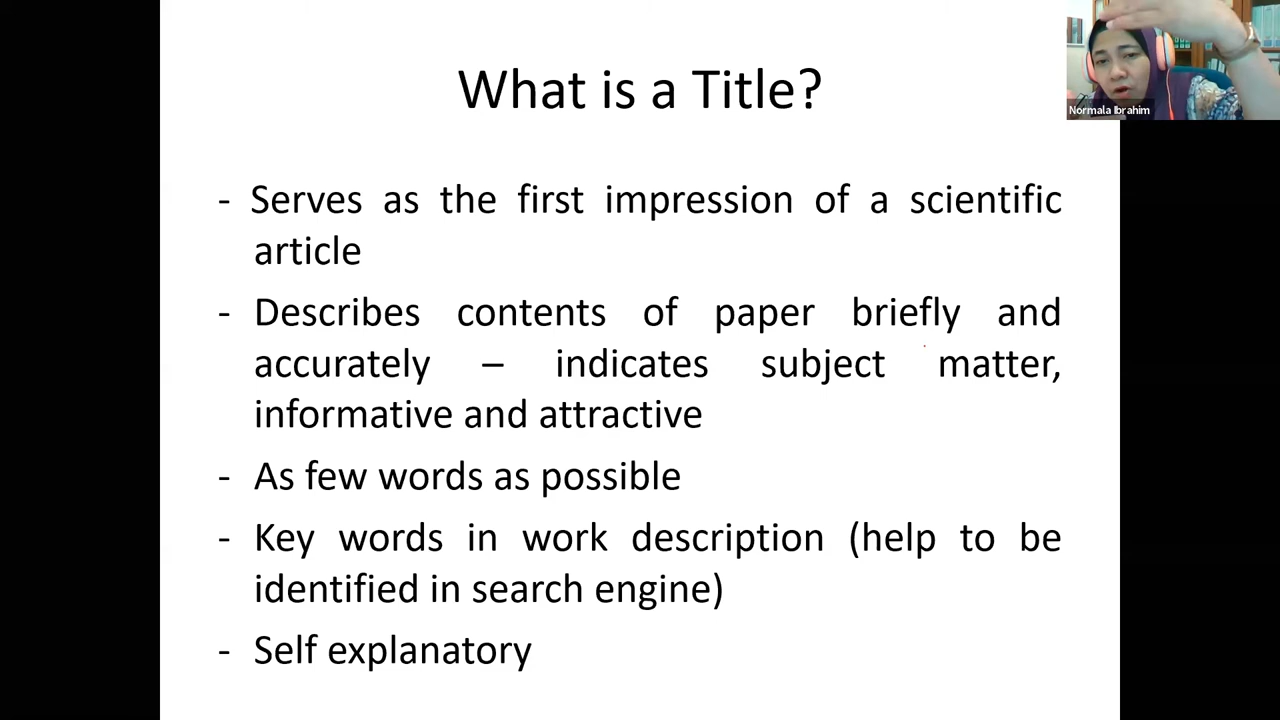 What is a Title?
Normala Ibrahim
- Serves as the first impression of a scientific
article
- Describes contents of paper briefly and
accurately – indicates subject matter,
informative and attractive
- As few words as possible
- Key words in work description (help to be
identified in search engine)
- Self explanatory